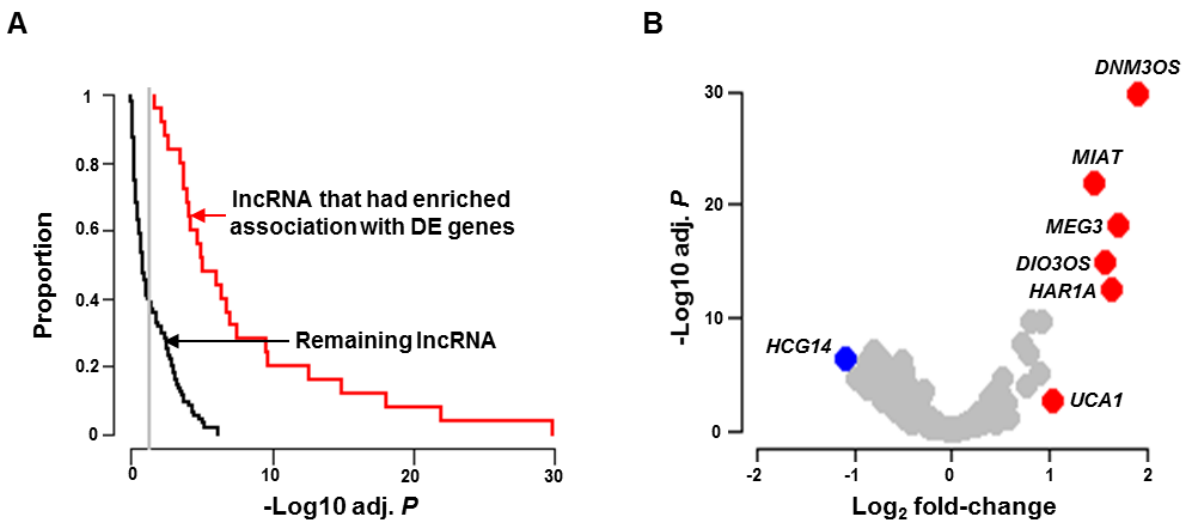 A
B
1
0.8
0.6
0.4
0.2
0
Proportion
lncRNA that had enriched
association with DE genes
Remaining lncRNA
0
10
20
30
-Log10 adj. P
30
20
10
0
-Log10 adj. P
DNM3OS
MIAT
MEG3
DIO3OS
HAR1A
HCG14
UCA1
-2
-1
0
1
2
Log2 fold-change